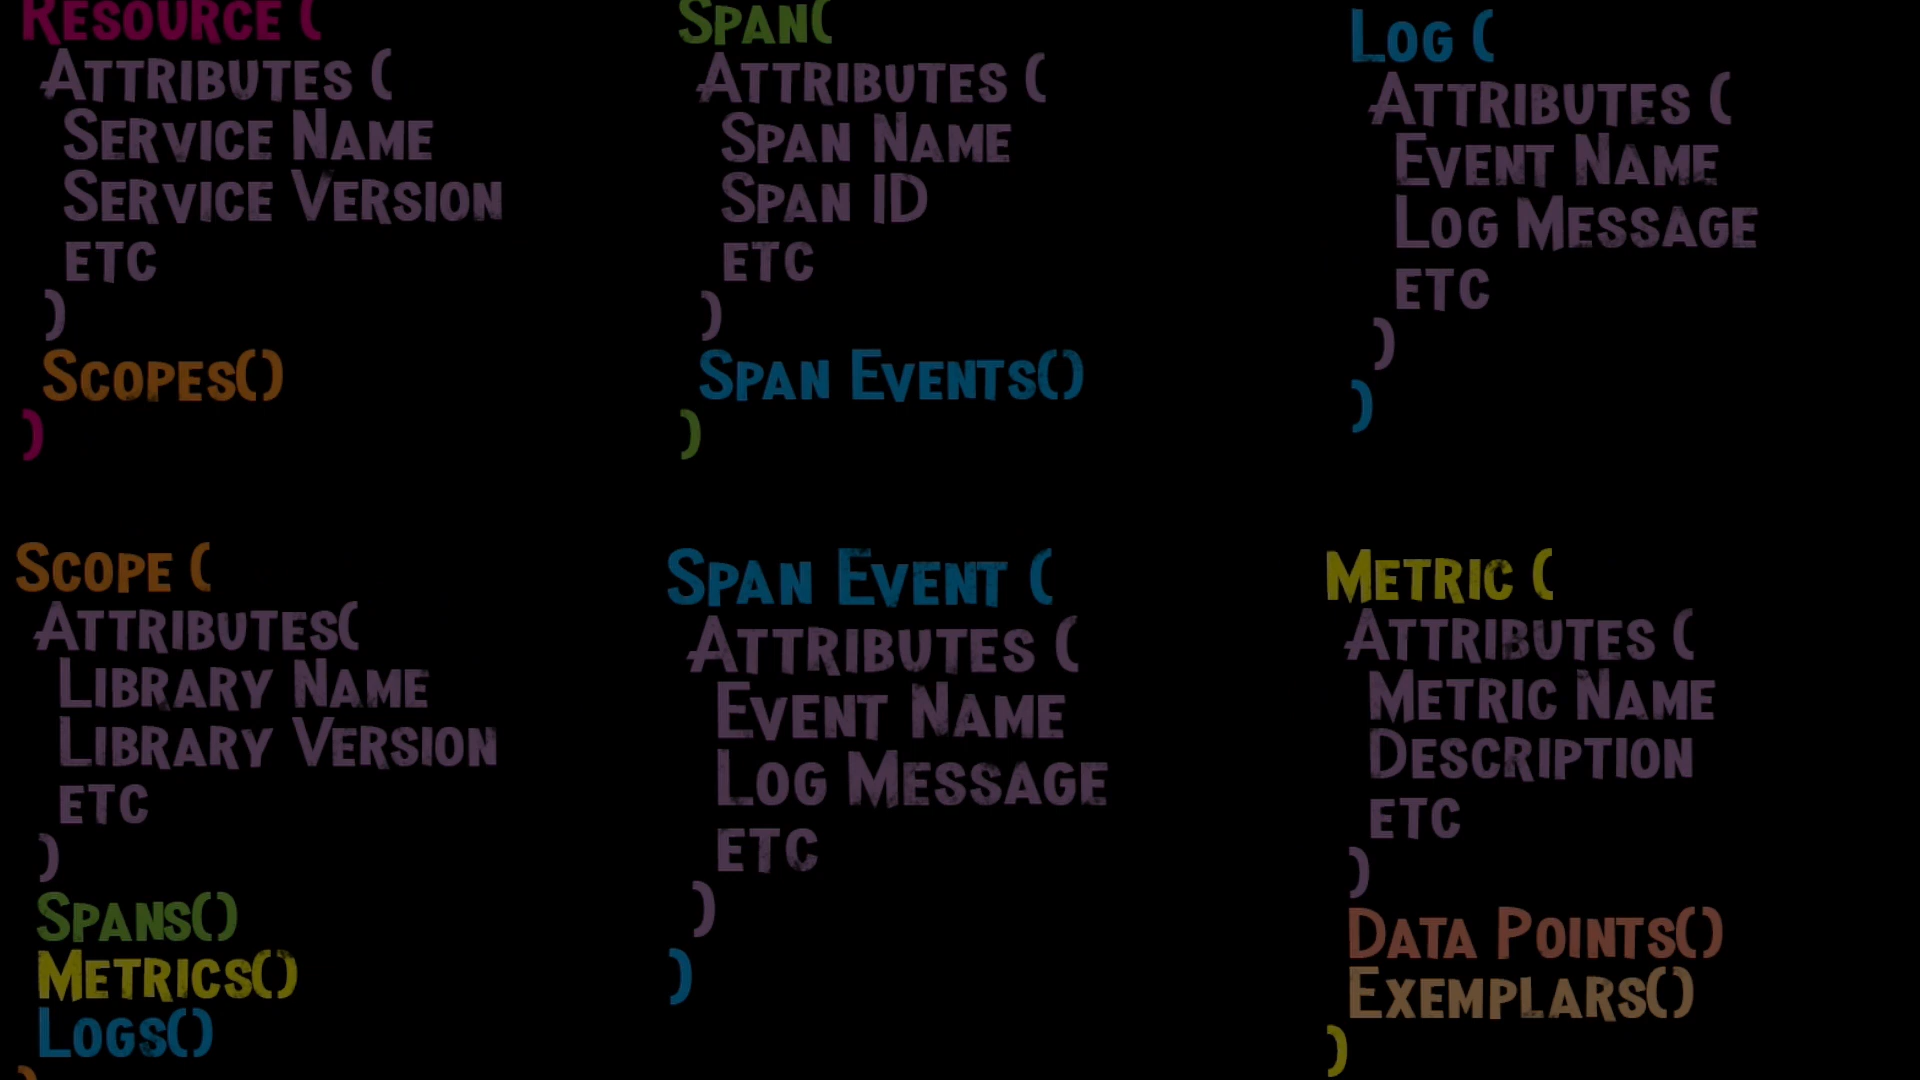 Resource (
Attributes (
Service Name
Service Version
etc
)
Scopes()
)
Span(
Attributes (
Span Name
Span ID
etc
)
Span Events()
)
Log (
Attributes (
Event Name
Log Message
etc
)
)
Scope (
Attributes(
Library Name
Library Version
etc
)
Spans()
Metrics()
Logs()
)
Span Event (
Attributes (
Event Name
Log Message
etc
)
)
Metric (
Attributes (
Metric Name
Description
etc
)
Data Points()
Exemplars()
)